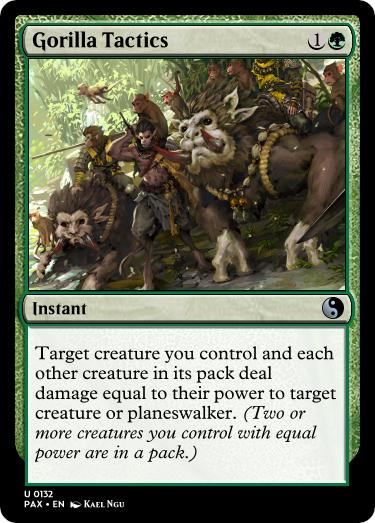 Gorilla Tactics 1
Instant
Target creature you control and each
other creature in its pack deal
damage equal to their power to target
creature or planeswalker. (Two or
more creatures you control with equal
power are in a pack.)
U 0132
PAX • EN Kael Ngu